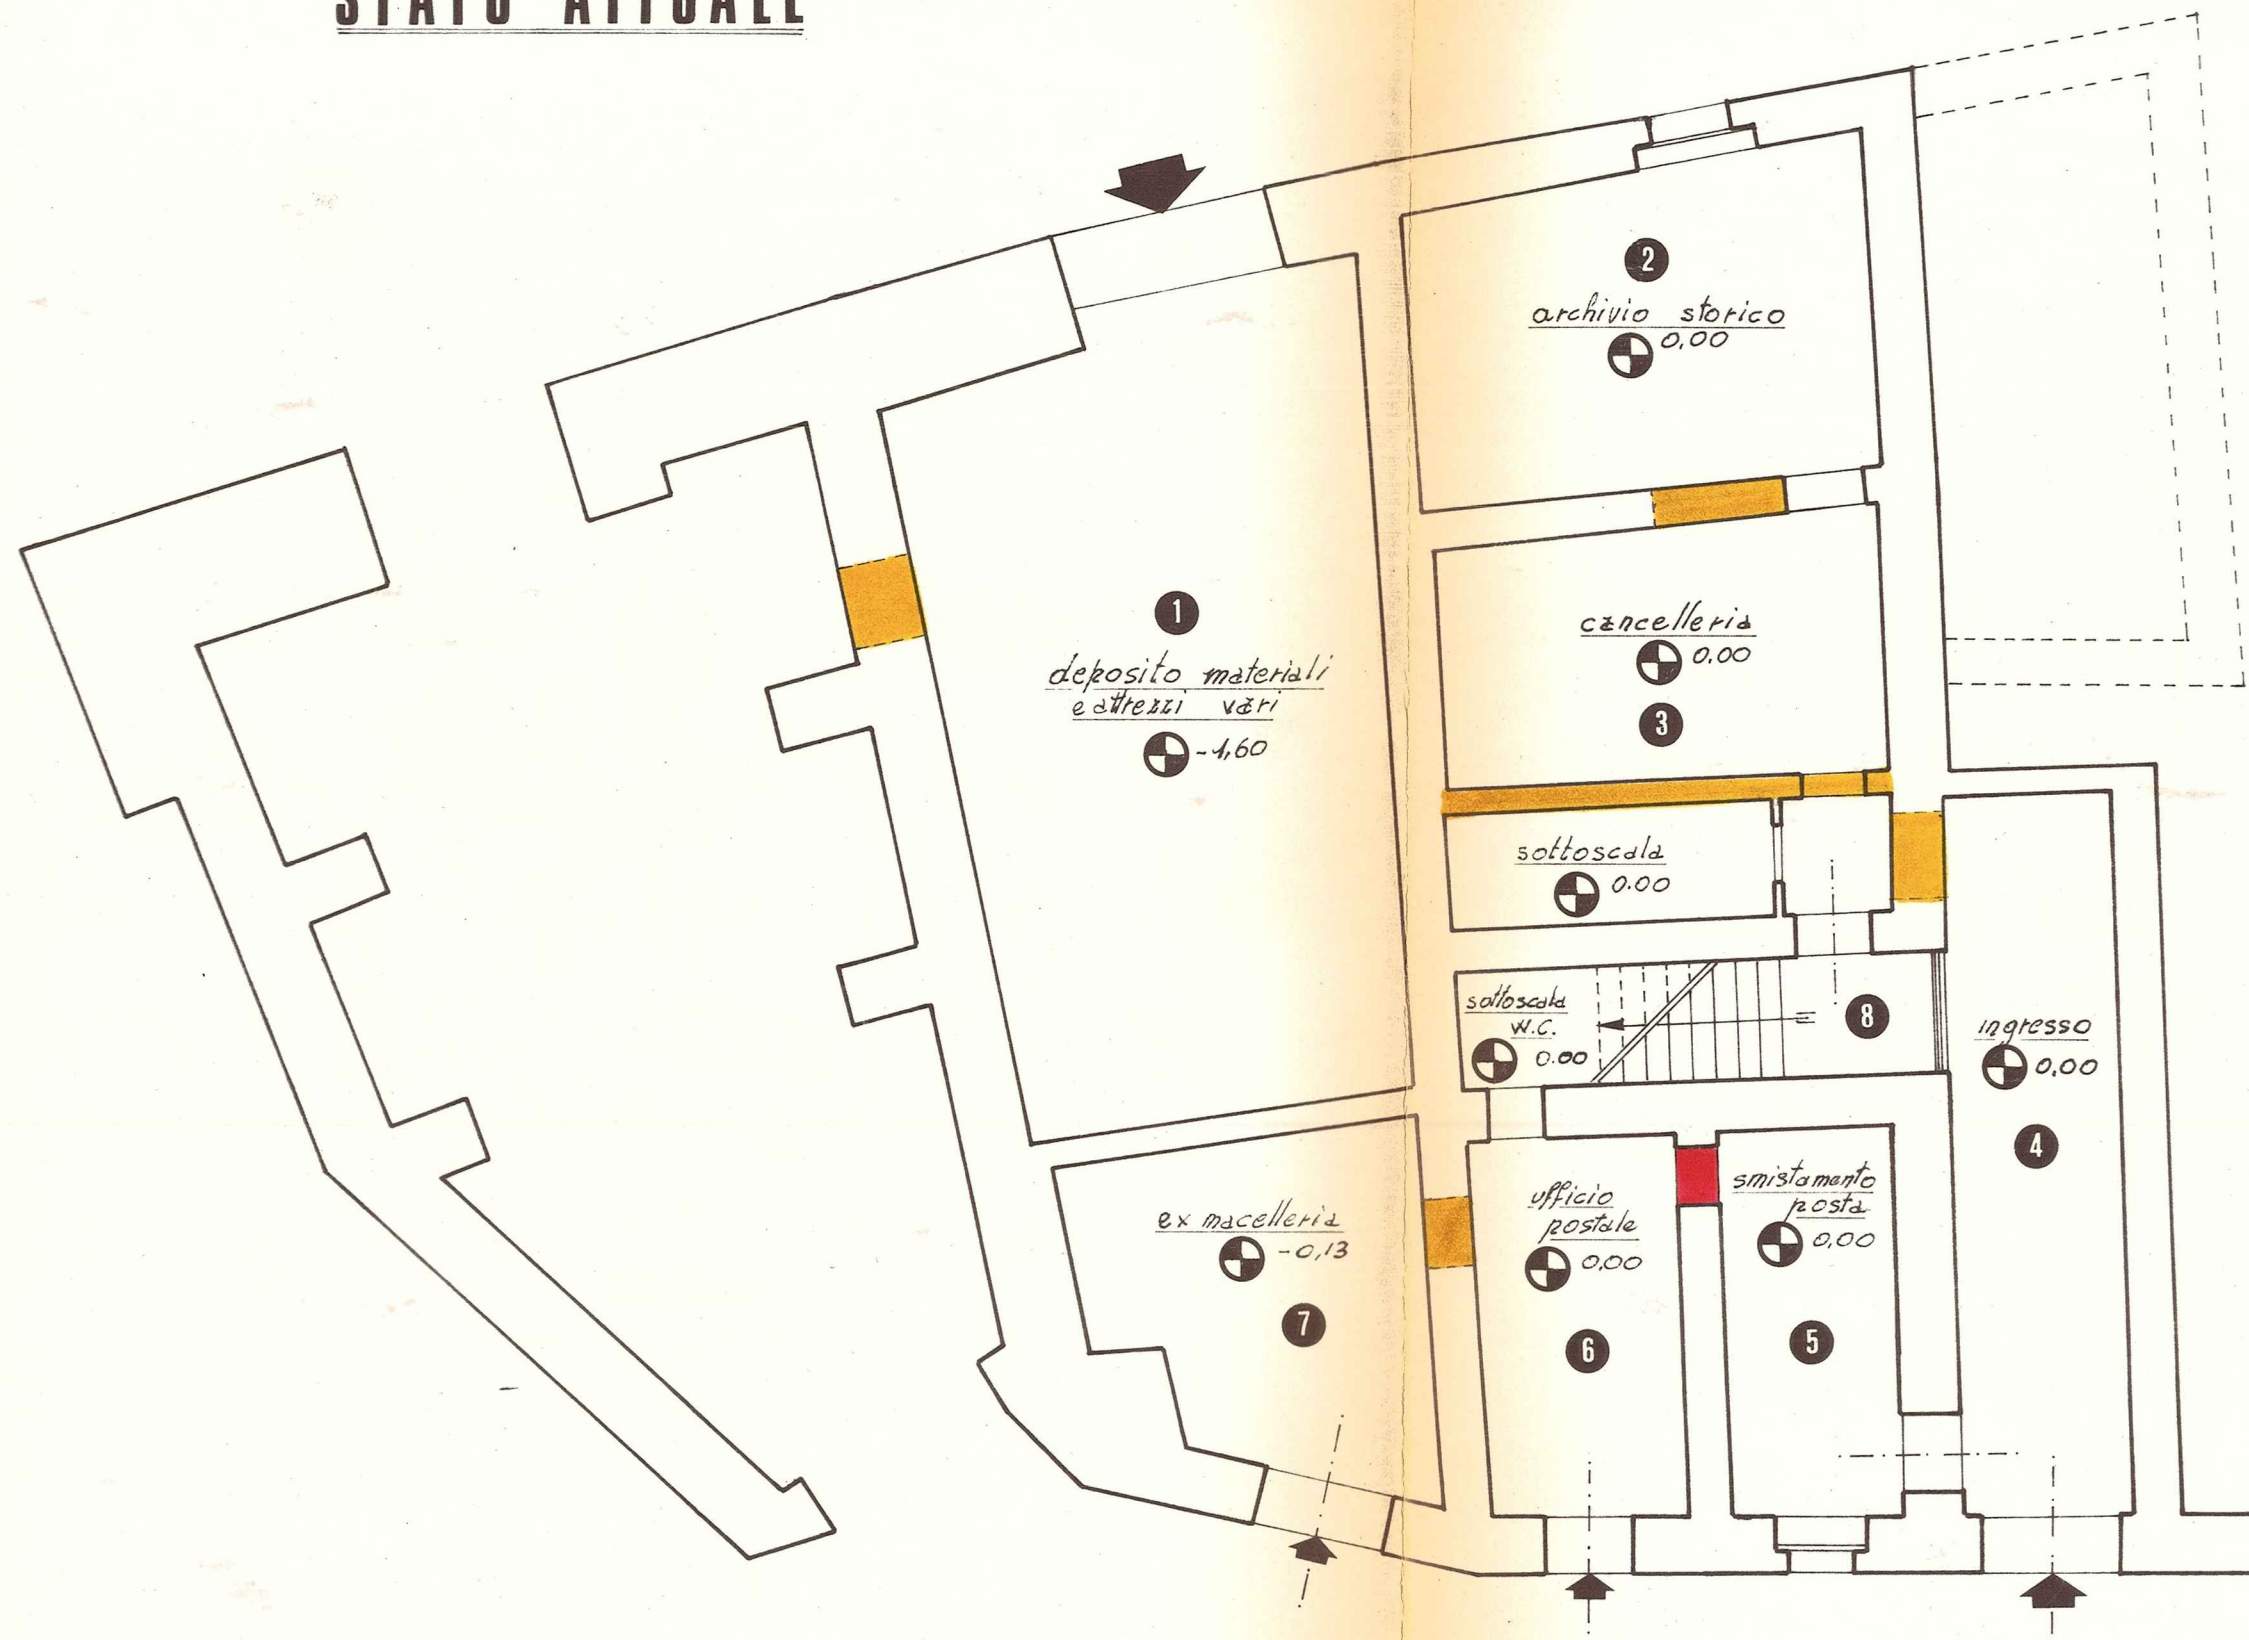 STATO ATTUALE
2
archivio storico
0,00
1
deposito materiali
e attrezzi vari
-1,60
cancelleria
0.00
3
sottoscala
0.00
sottoscala
W.C.
0.00
8
ingresso
0,00
4
ex macelleria
-0,13
7
ufficio
postale
0,00
6
smistamento
posta
0,00
5